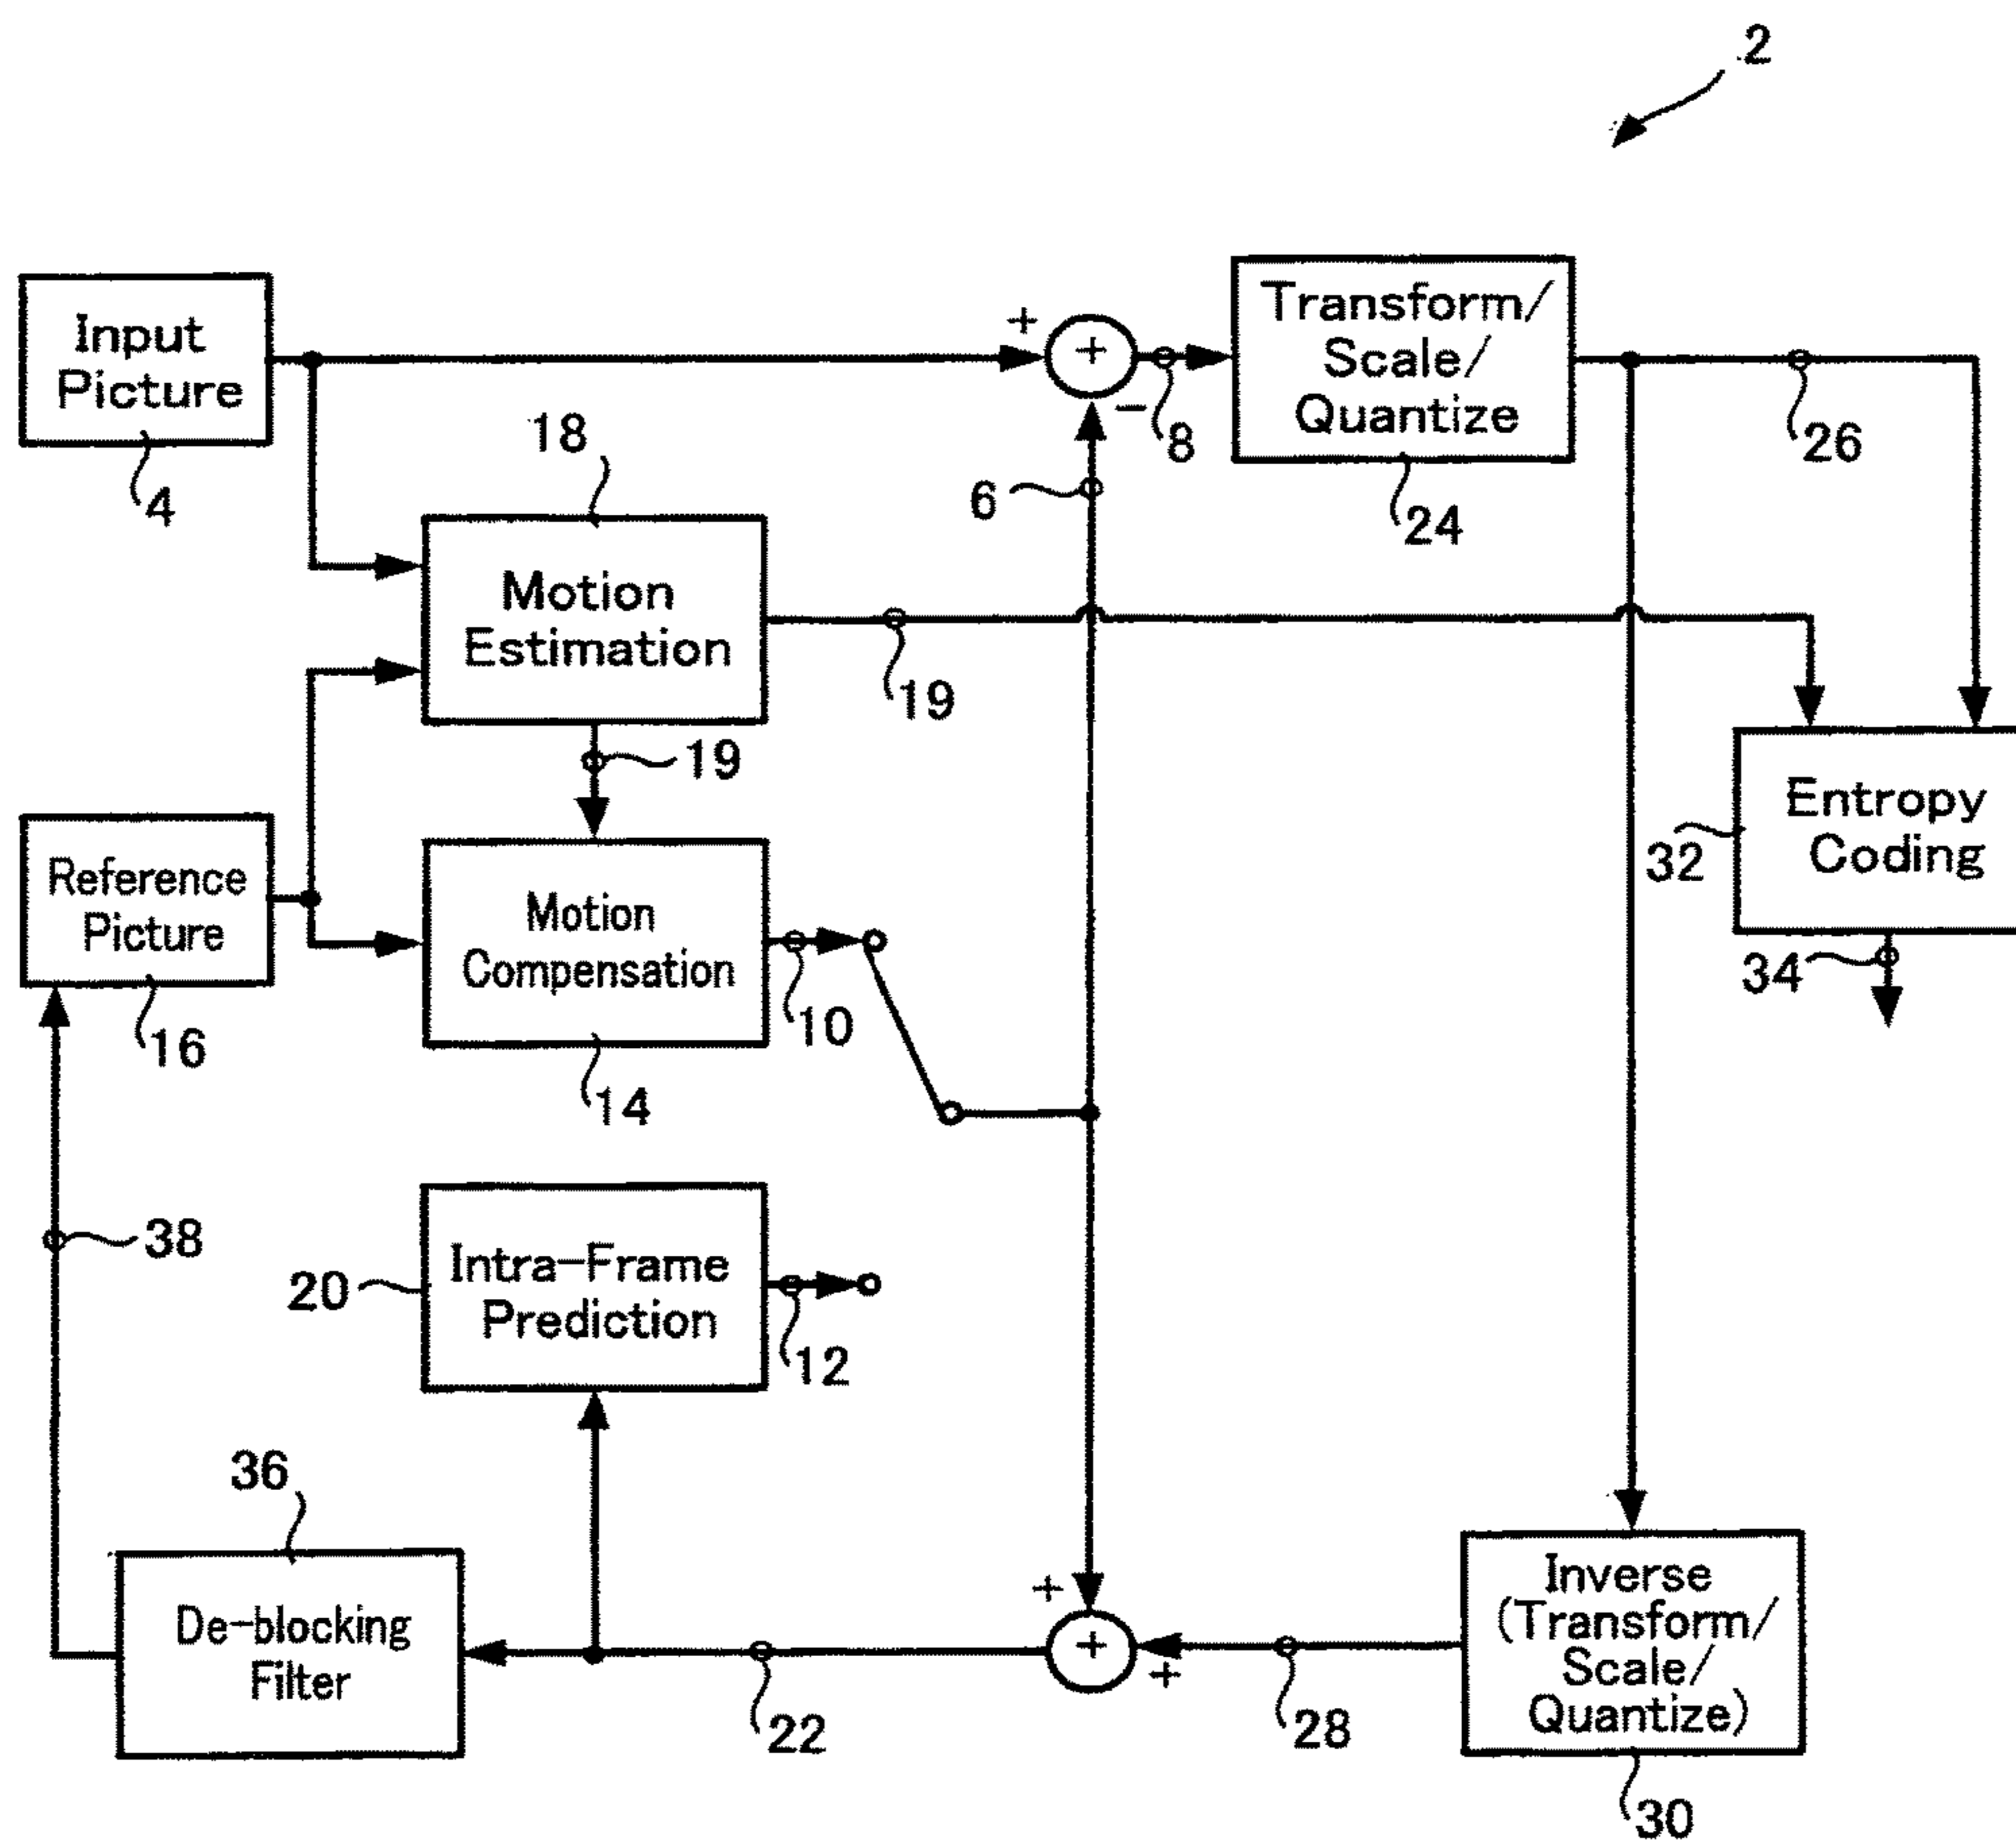 2
Input
Picture
4
+
+
-
8
6
Transform/
Scale/
Quantize
24
26
18
Motion
Estimation
19
19
Reference
Picture
16
Motion
Compensation
10
14
Entropy
Coding
32
34
38
20
Intra-Frame
Prediction
12
36
De-blocking
Filter
22
+
+
+
28
Inverse
(Transform/
Scale/
Quantize)
30